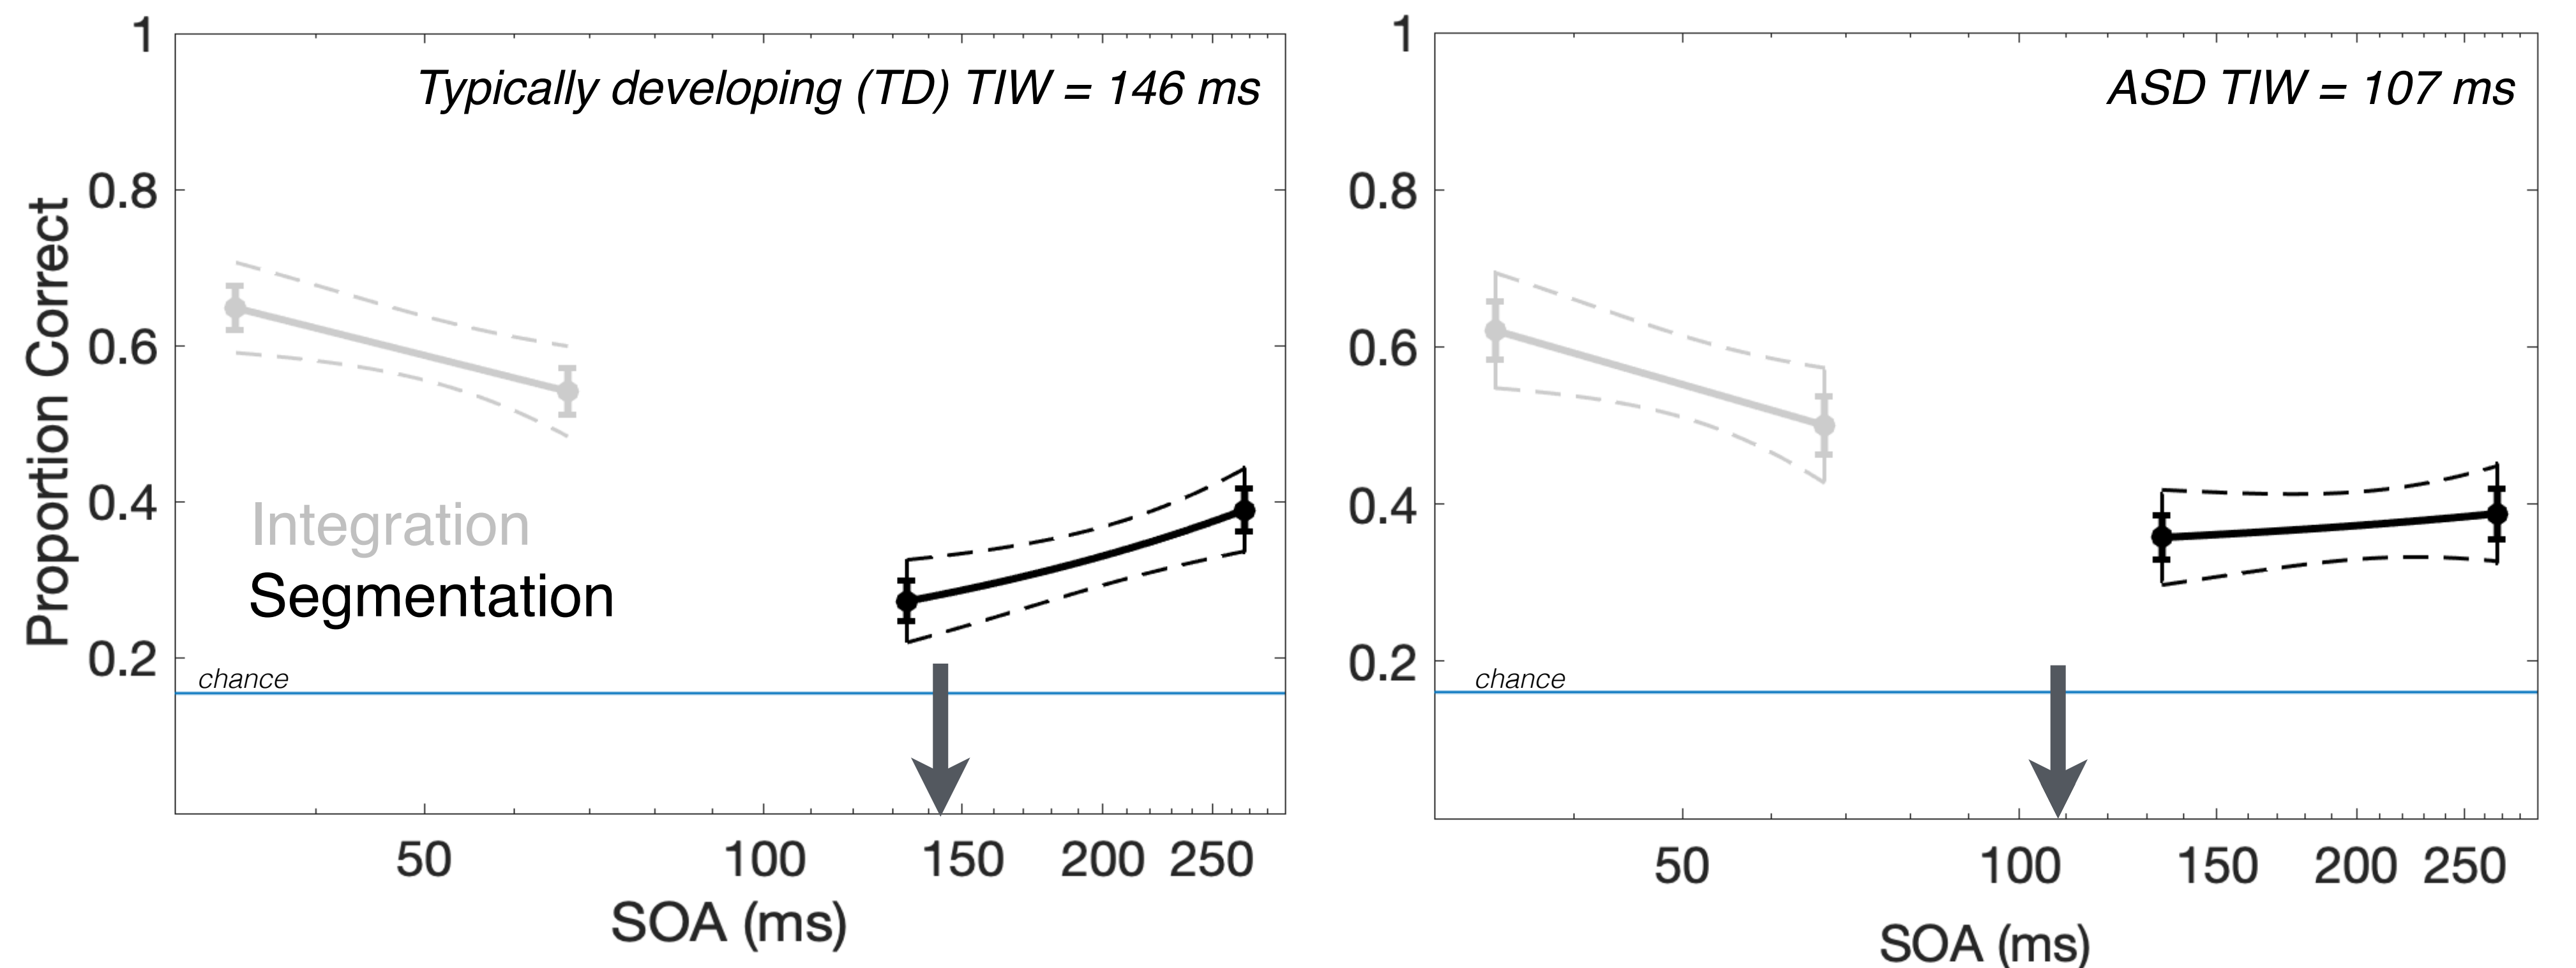 Typically developing (TD) TIW = 146 ms
Proportion Correct
1
0.8
0.6
0.4
0.2
Integration
Segmentation
chance
50 100 150 200 250
SOA (ms)
ASD TIW = 107 ms
1
0.8
0.6
0.4
0.2
chance
50 100 150 200 250
SOA (ms)